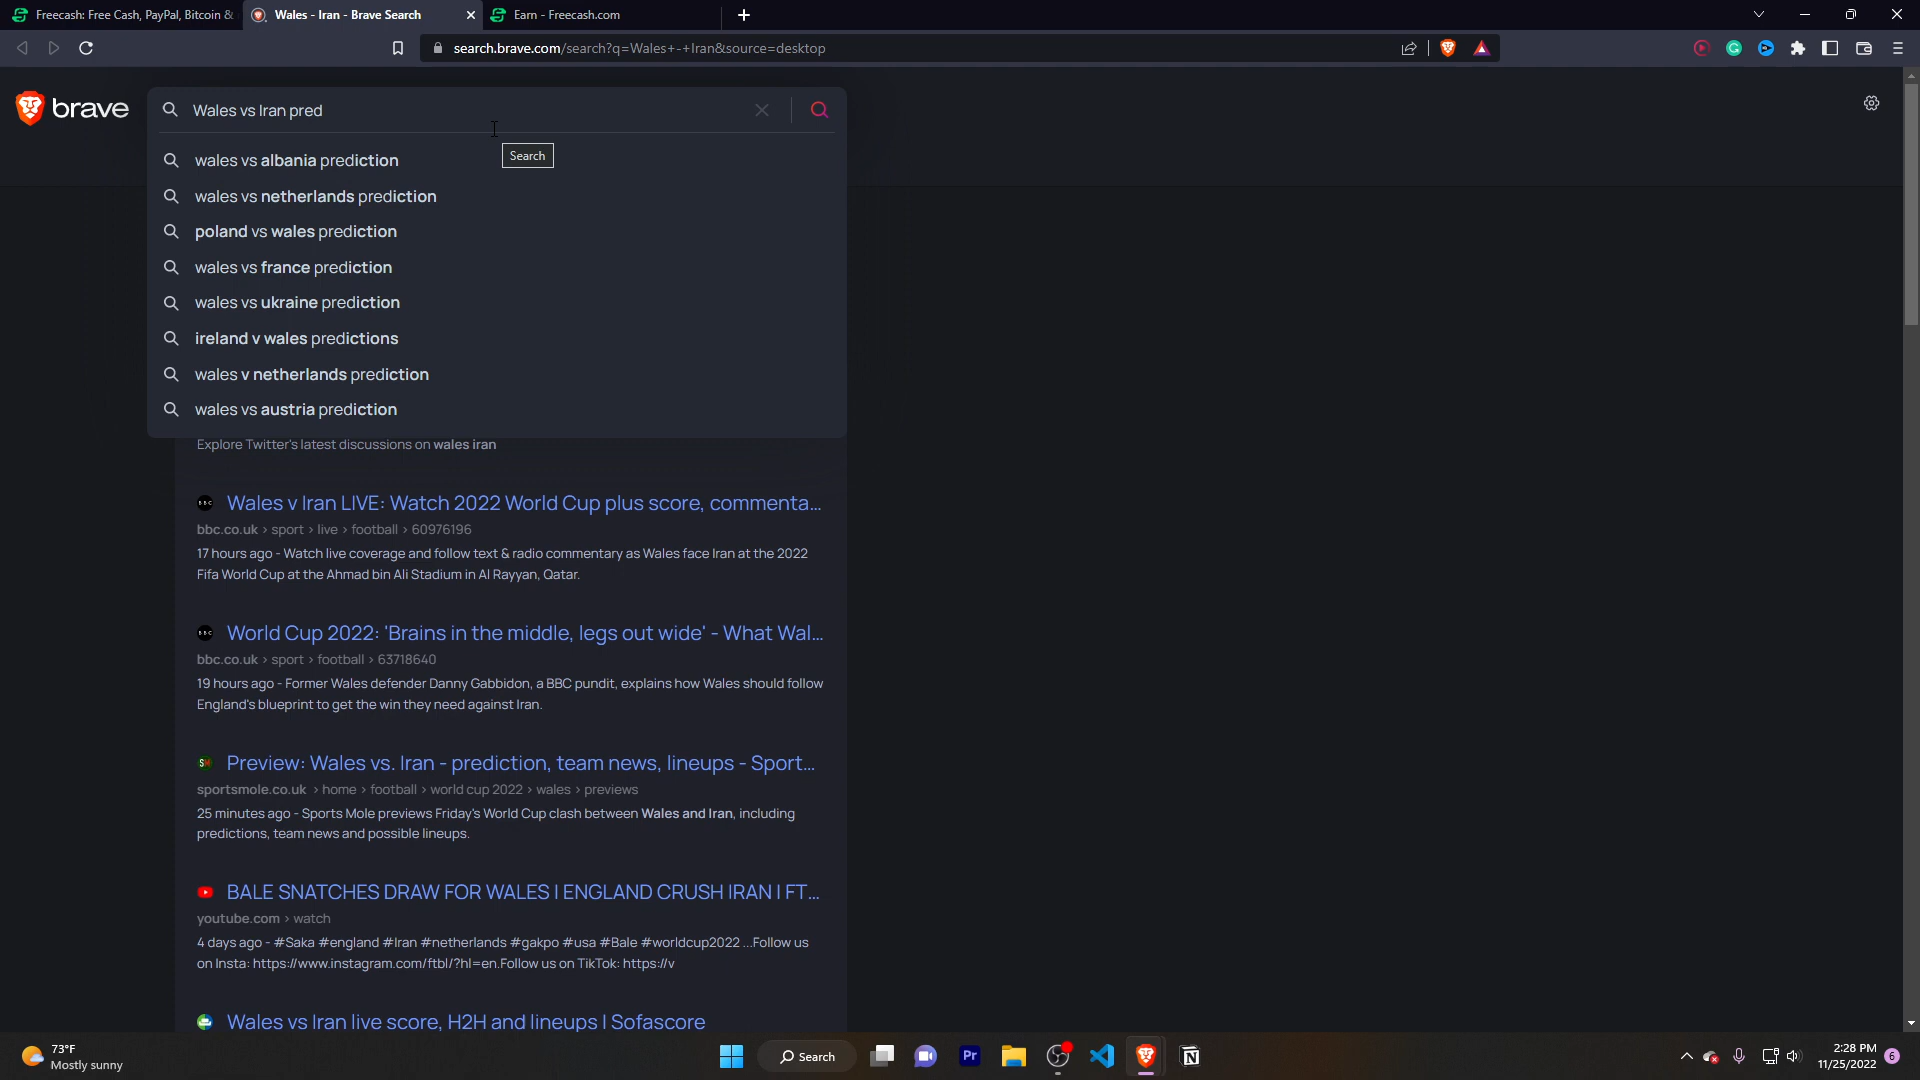 Freecash: Free Cash, PayPal, Bitcoin &
Wales - Iran - Brave Search
Earn - Freecash.com
search.brave.com/search?q=Wales+-+Iran&source=desktop
brave
Wales vs Iran pred
Search
wales vs albania prediction
wales vs netherlands prediction
poland vs wales prediction
wales vs france prediction
wales vs ukraine prediction
ireland v wales predictions
wales v netherlands prediction
wales vs austria prediction
Explore Twitter's latest discussions on wales iran
BBC
Wales v Iran LIVE: Watch 2022 World Cup plus score, commenta...
bbc.co.uk › sport › live › football › 60976196
17 hours ago - Watch live coverage and follow text & radio commentary as Wales face Iran at the 2022
Fifa World Cup at the Ahmad bin Ali Stadium in Al Rayyan, Qatar.
BBC
World Cup 2022: 'Brains in the middle, legs out wide' - What Wal...
bbc.co.uk › sport › football › 63718640
19 hours ago - Former Wales defender Danny Gabbidon, a BBC pundit, explains how Wales should follow
England's blueprint to get the win they need against Iran.
SM
Preview: Wales vs. Iran - prediction, team news, lineups - Sport...
sportsmole.co.uk › home › football › world cup 2022 › wales › previews
25 minutes ago - Sports Mole previews Friday's World Cup clash between Wales and Iran, including
predictions, team news and possible lineups.
BALE SNATCHES DRAW FOR WALES | ENGLAND CRUSH IRAN | FT...
youtube.com › watch
4 days ago - #Saka #england #Iran #netherlands #gakpo #usa #Bale #worldcup2022 ...Follow us
on Insta: https://www.instagram.com/ftbl/?hl=en.Follow us on TikTok: https://v
Wales vs Iran live score, H2H and lineups | Sofascore
73°F
Mostly sunny
Search
Pr
N
2:28 PM
11/25/2022
6